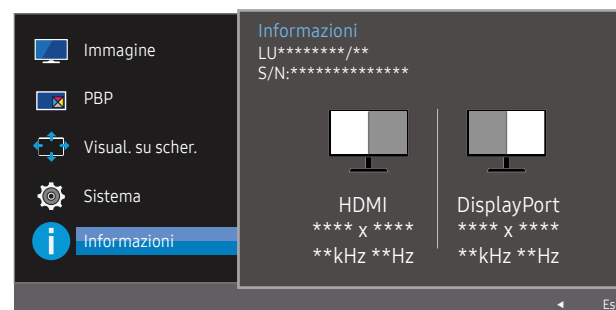 Immagine
PBP
Visual. su scher.
Sistema
Informazioni
Informazioni
LU********/**
S/N:**************
HDMI
**** x ****
**kHz **Hz
DisplayPort
**** x ****
**kHz **Hz